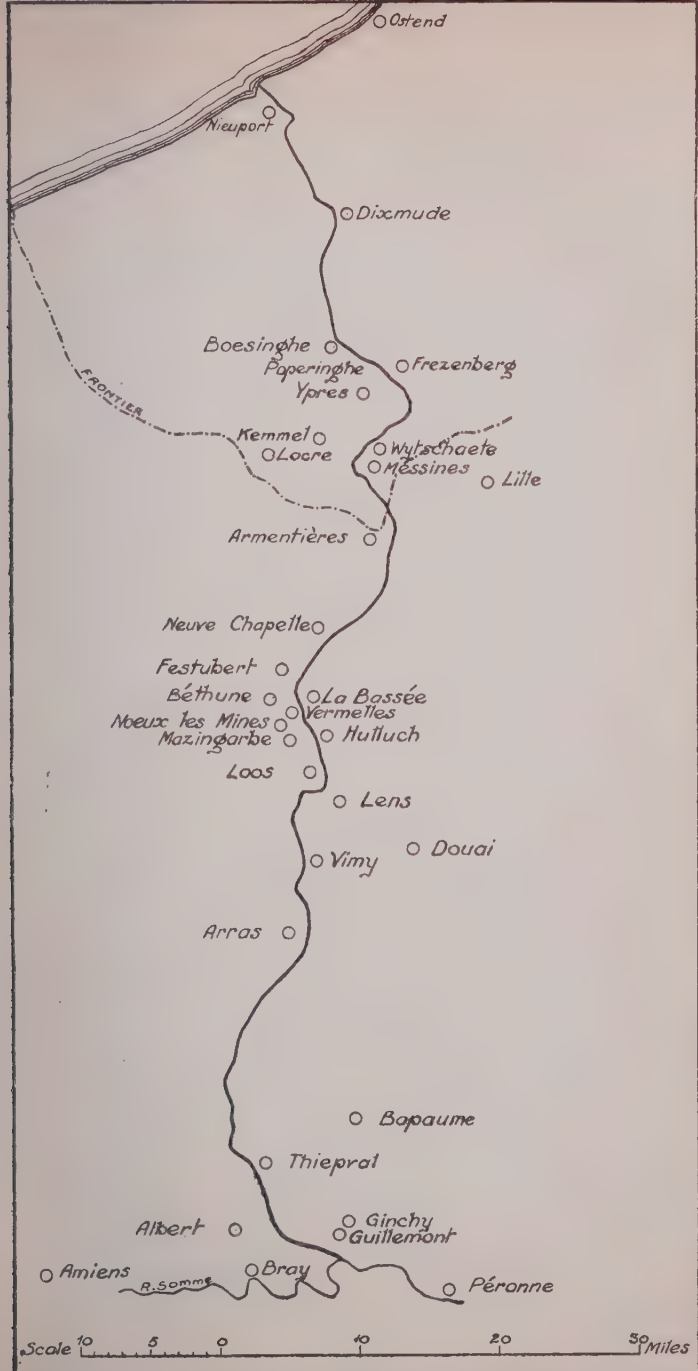 Ostend
Nieuport
Dixmude
Boesinghe
Poperinghe
Frezenberg
Ypres
FRONTIER
Kemmel
Locre
Wytschaete
Messines
Lille
Armentières
Neuve Chapelle
Festubert
Béthune
La Bassée
Vermelles
Noeux les Mines
Mazingarbe
Hulluch
Loos
Lens
Douai
Vimy
Arras
Bapaume
Thiepval
Albert
Ginchy
Guillemont
Amiens
R. Somme
Bray
Péronne
Scale 10 5 0 10 20 30 Miles